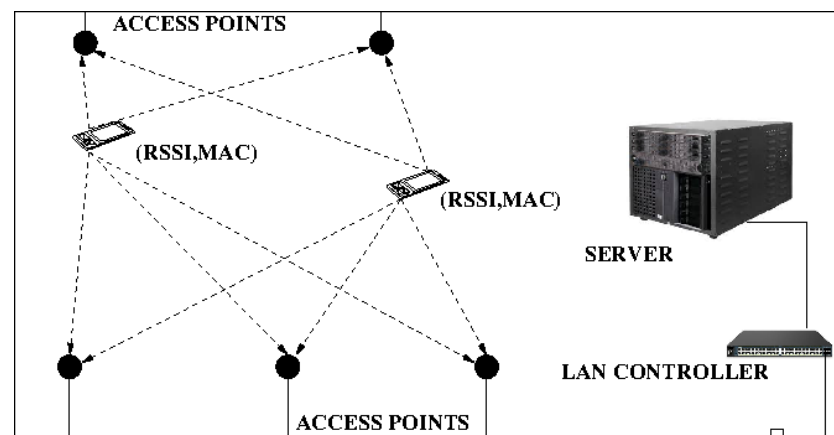 ACCESS POINTS
(RSSI,MAC)
(RSSI,MAC)
SERVER
LAN CONTROLLER
ACCESS POINTS